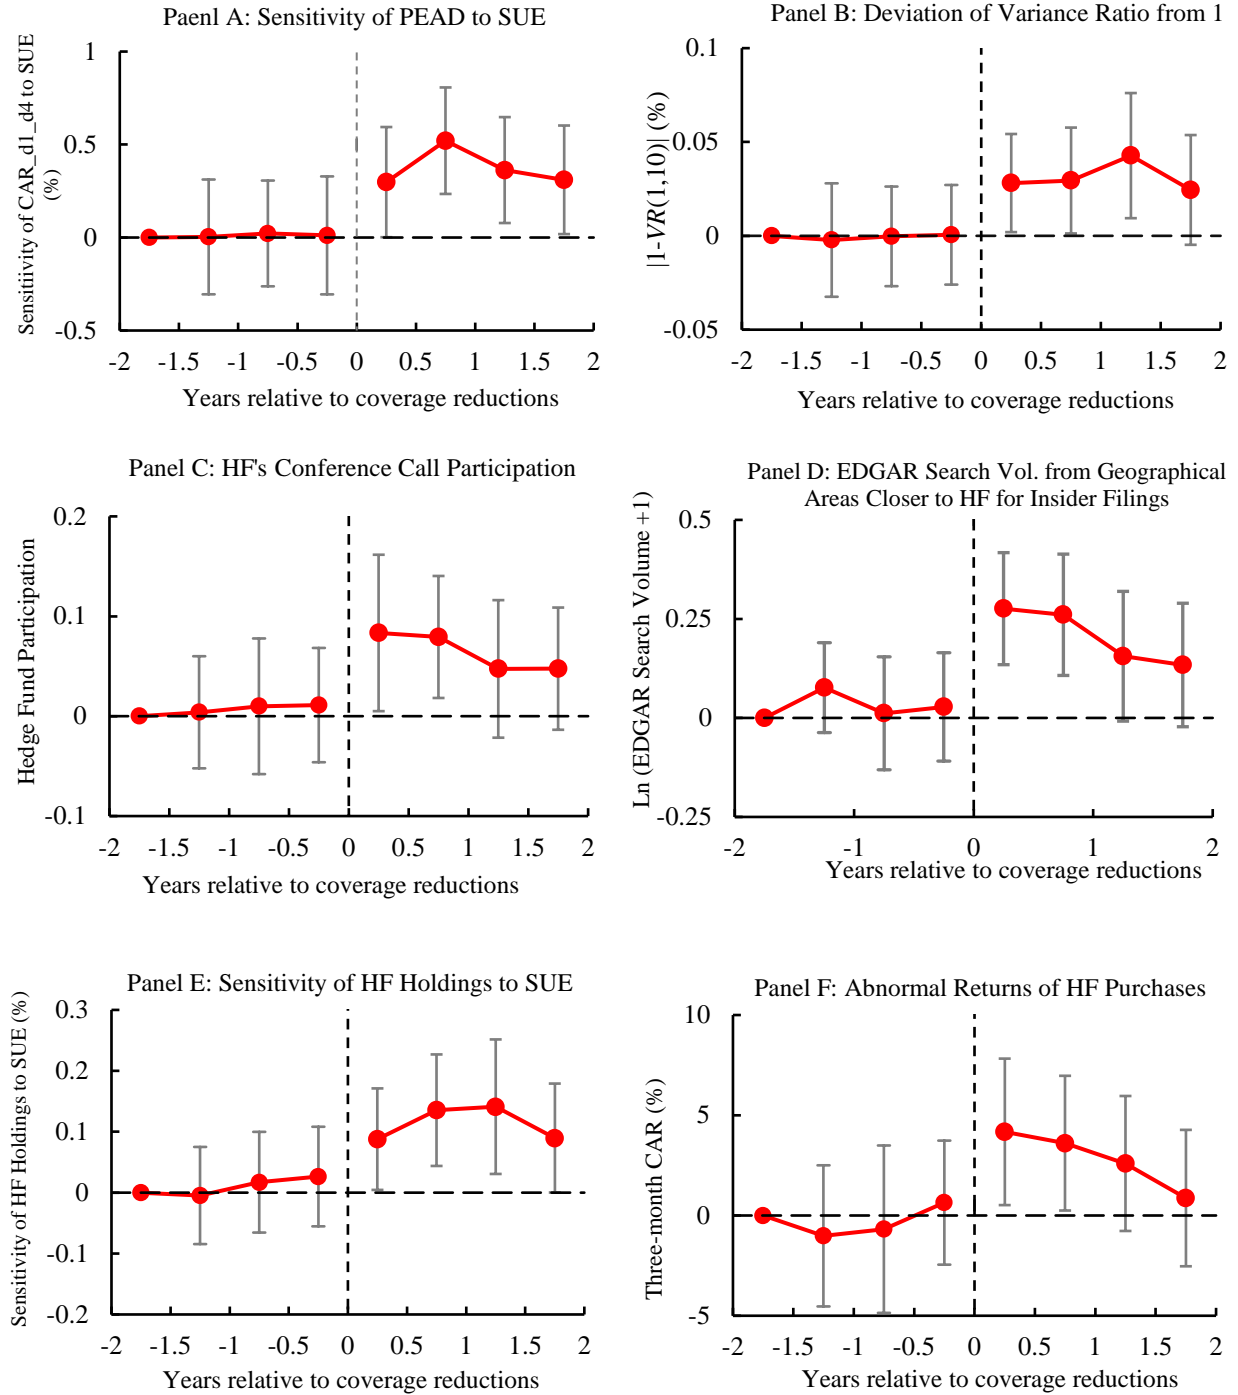 Paenl A: Sensitivity of PEAD to SUE
Sensitivity of CAR_d1_d4 to SUE
(%)
1
0.5
0
-0.5
-2 -1.5 -1 -0.5 0 0.5 1 1.5 2
Years relative to coverage reductions
Panel B: Deviation of Variance Ratio from 1
|1-VR(1,10)| (%)
0.1
0.05
0
-0.05
-2 -1.5 -1 -0.5 0 0.5 1 1.5 2
Years relative to coverage reductions
Panel C: HF's Conference Call Participation
Hedge Fund Participation
0.2
0.1
0
-0.1
-2 -1.5 -1 -0.5 0 0.5 1 1.5 2
Years relative to coverage reductions
Panel D: EDGAR Search Vol. from Geographical
Areas Closer to HF for Insider Filings
Ln (EDGAR Search Volume +1)
0.5
0.25
0
-0.25
-2 -1 0 1 2
Years relative to coverage reductions
Panel E: Sensitivity of HF Holdings to SUE
Sensitivity of HF Holdings to SUE (%)
0.3
0.2
0.1
0
-0.1
-0.2
-2 -1.5 -1 -0.5 0 0.5 1 1.5 2
Years relative to coverage reductions
Panel F: Abnormal Returns of HF Purchases
Three-month CAR (%)
10
5
0
-5
-2 -1.5 -1 -0.5 0 0.5 1 1.5 2
Years relative to coverage reductions